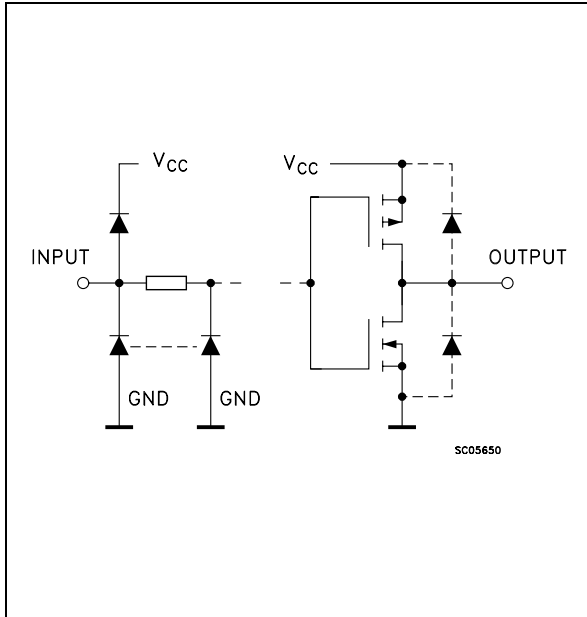 VCC
VCC
INPUT
OUTPUT
GND
GND
SC05650